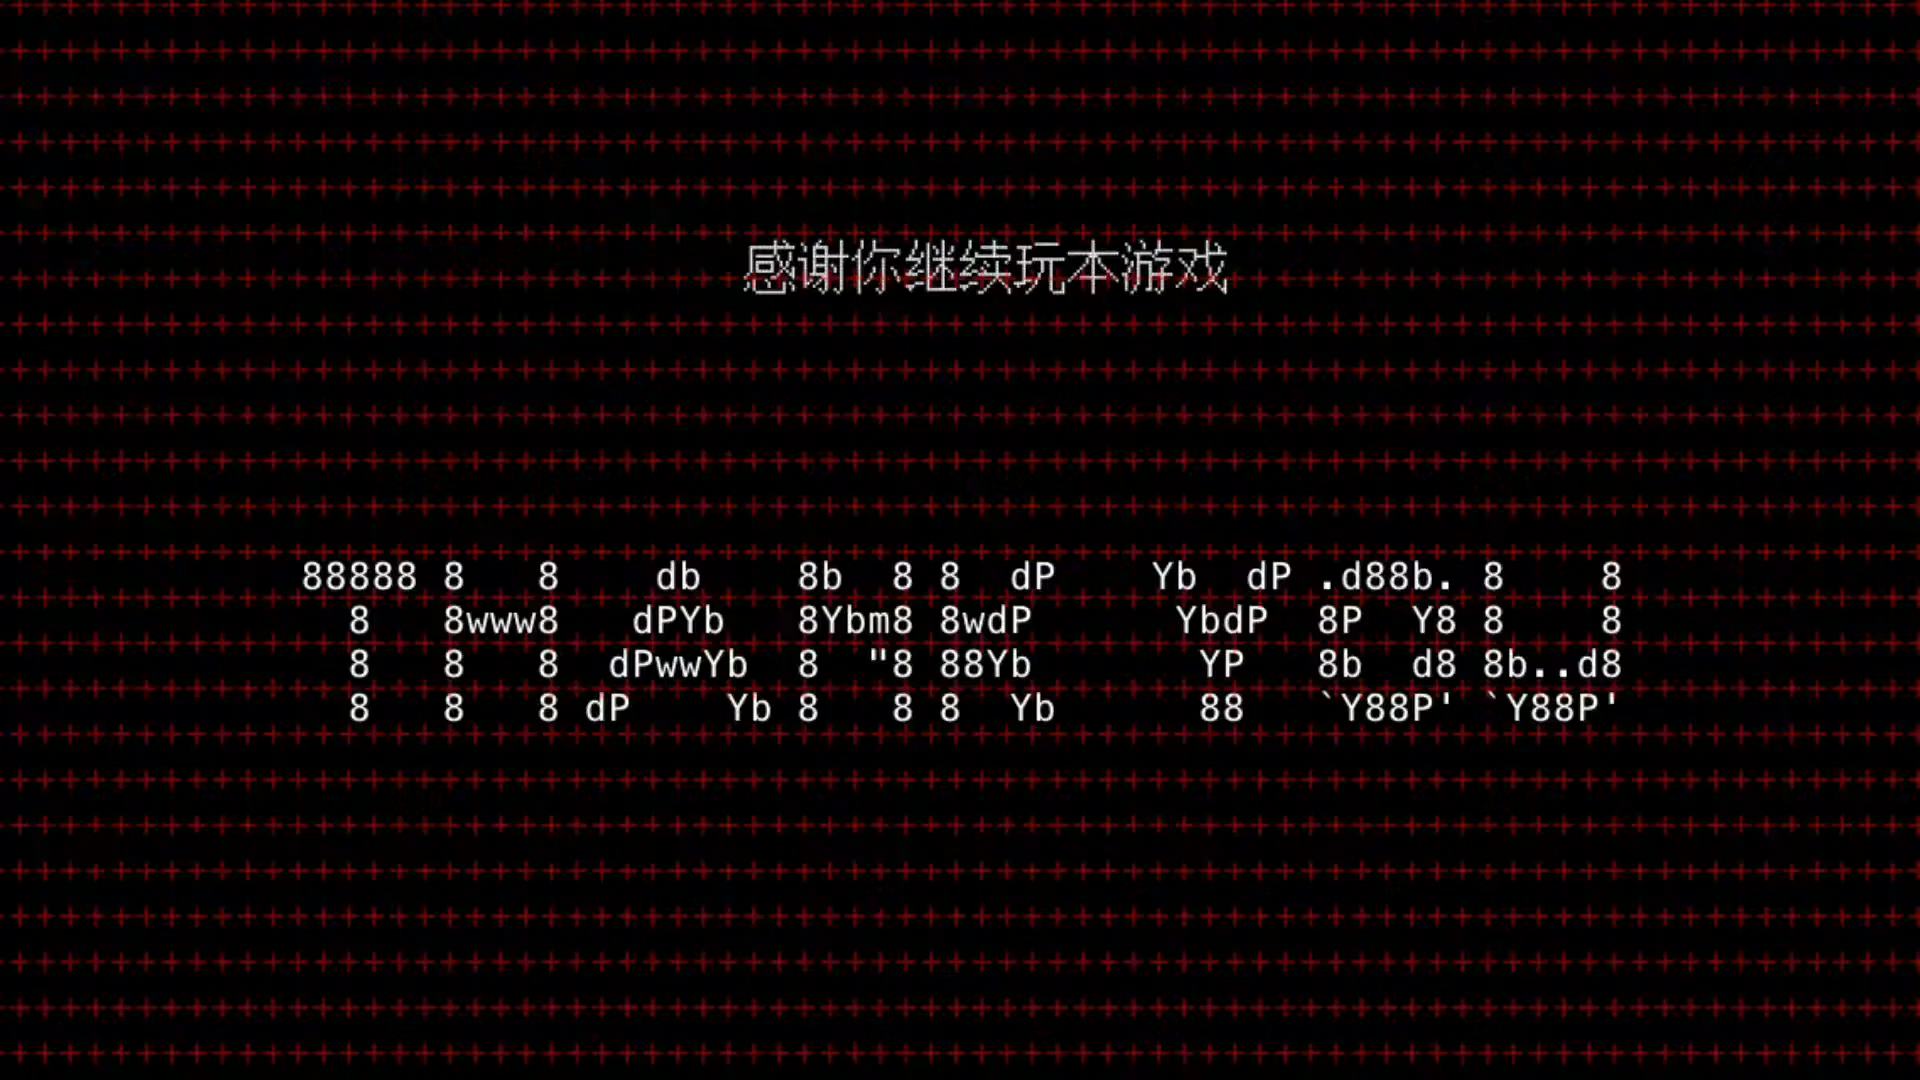 感谢你继续玩本游戏
88888 8   8    db    8b  8 8  dP    Yb  dP .d88b. 8    8
  8   8www8   dPYb   8Ybm8 8wdP      YbdP  8P  Y8 8    8
  8   8   8  dPwwYb  8  "8 88Yb       YP   8b  d8 8b..d8
  8   8   8 dP    Yb 8   8 8  Yb      88   `Y88P' `Y88P'